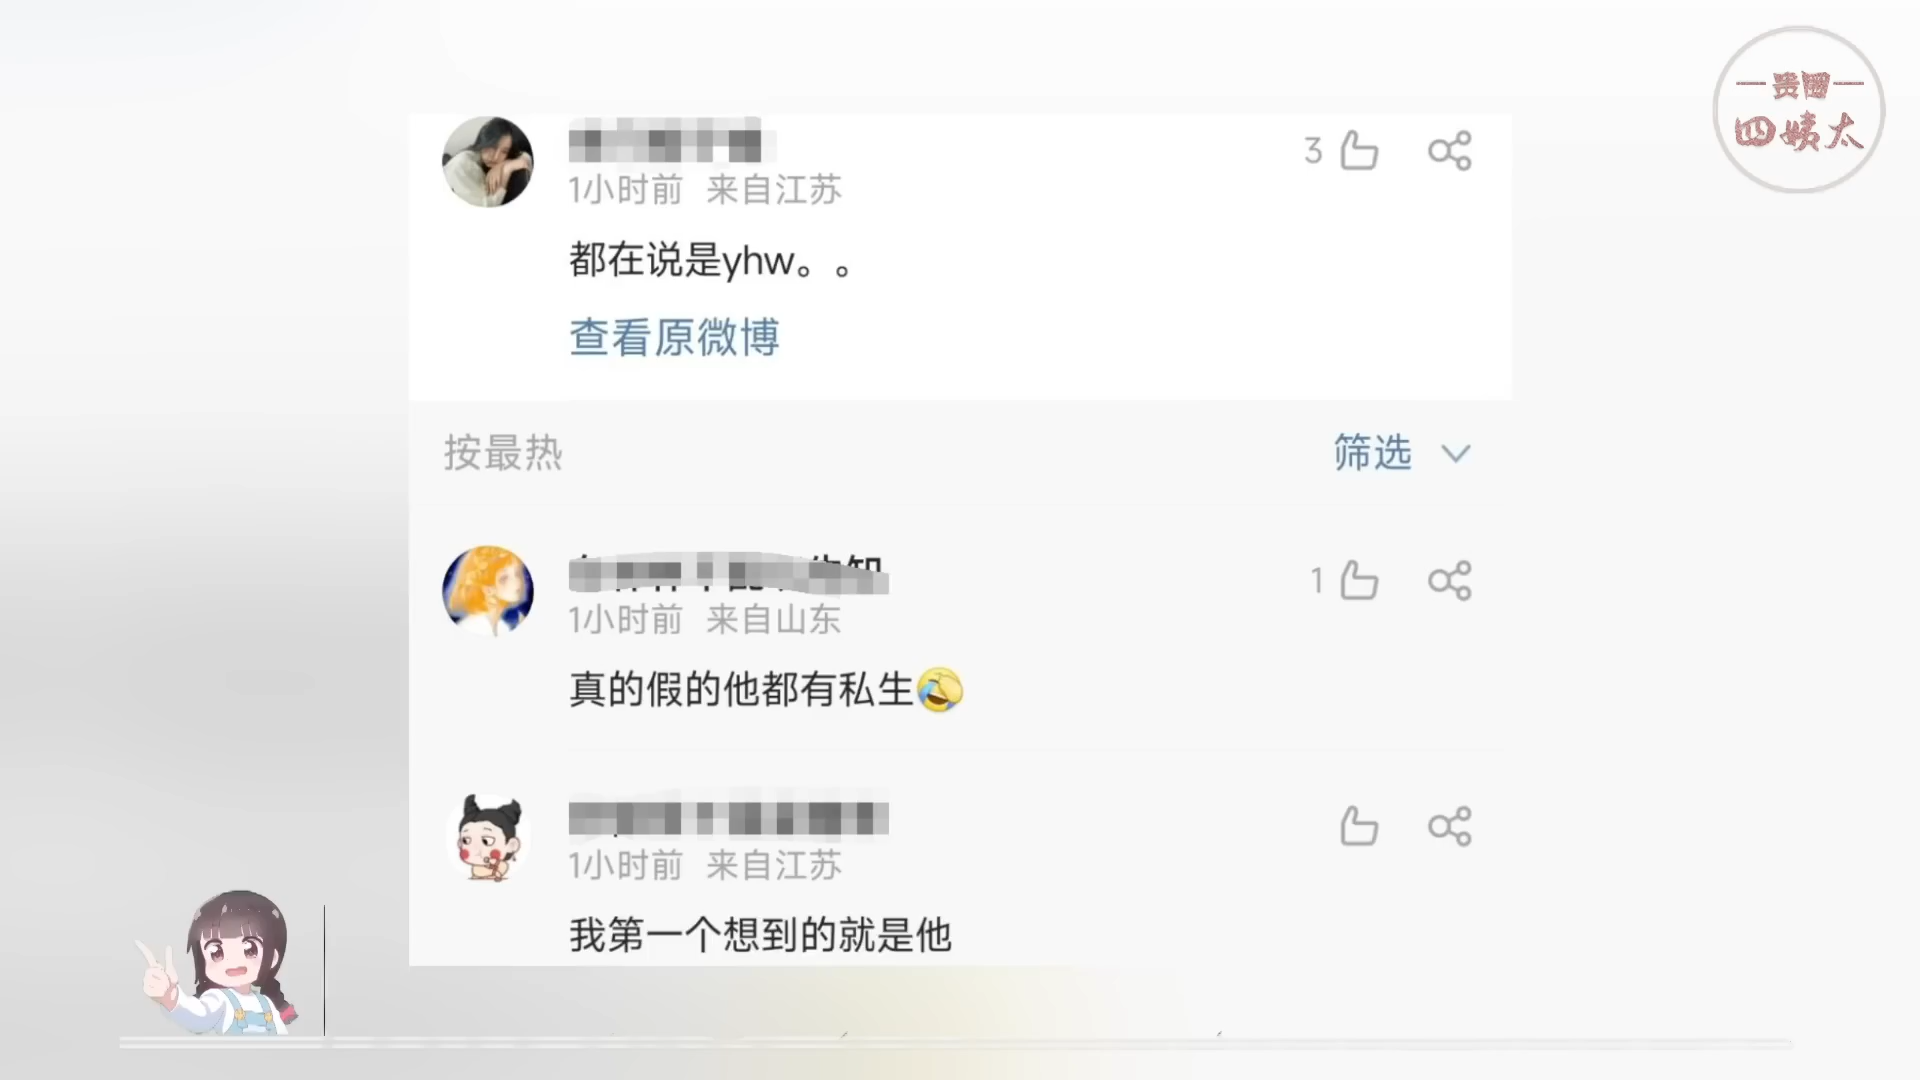 贵圈
四姨太
3
1小时前 来自江苏
都在说是yhw。。
查看原微博
按最热
筛选
1
1小时前 来自山东
真的假的他都有私生🤣
1小时前 来自江苏
我第一个想到的就是他